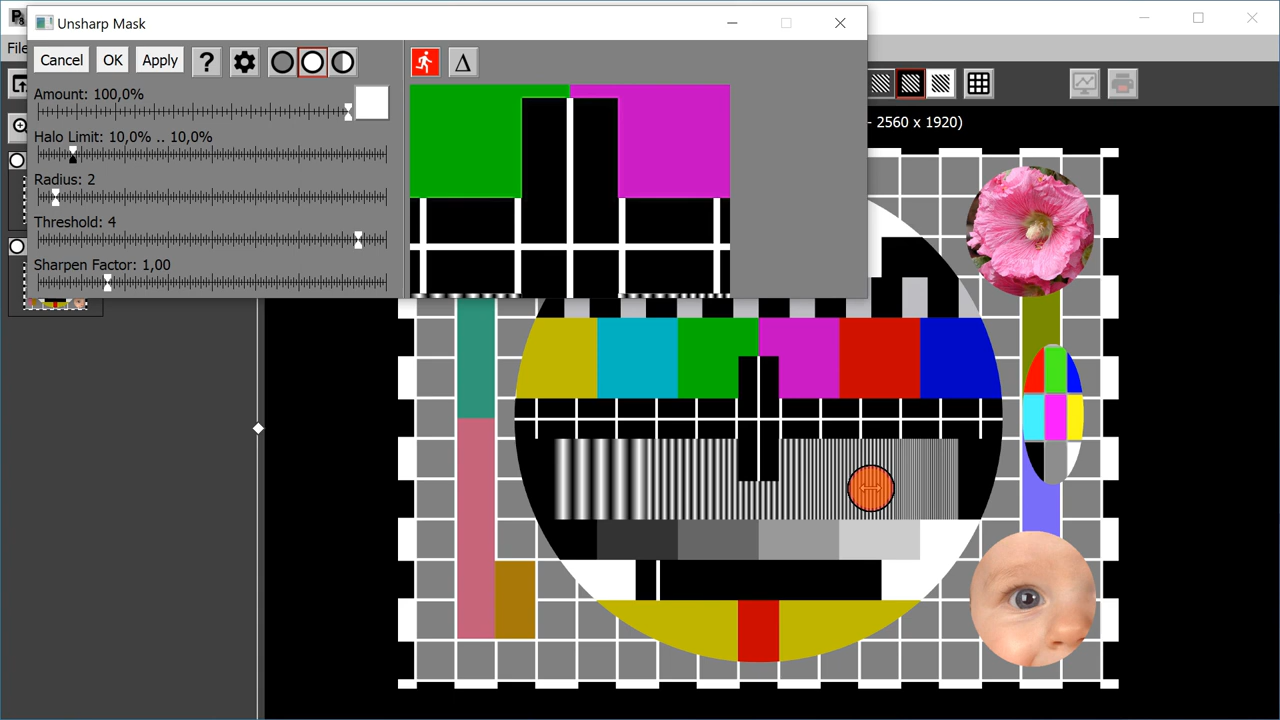 Unsharp Mask
File
Cancel OK Apply ?
Δ
Amount: 100,0%
Halo Limit: 10,0% .. 10,0%
- 2560 x 1920)
Radius: 2
Threshold: 4
Sharpen Factor: 1,00